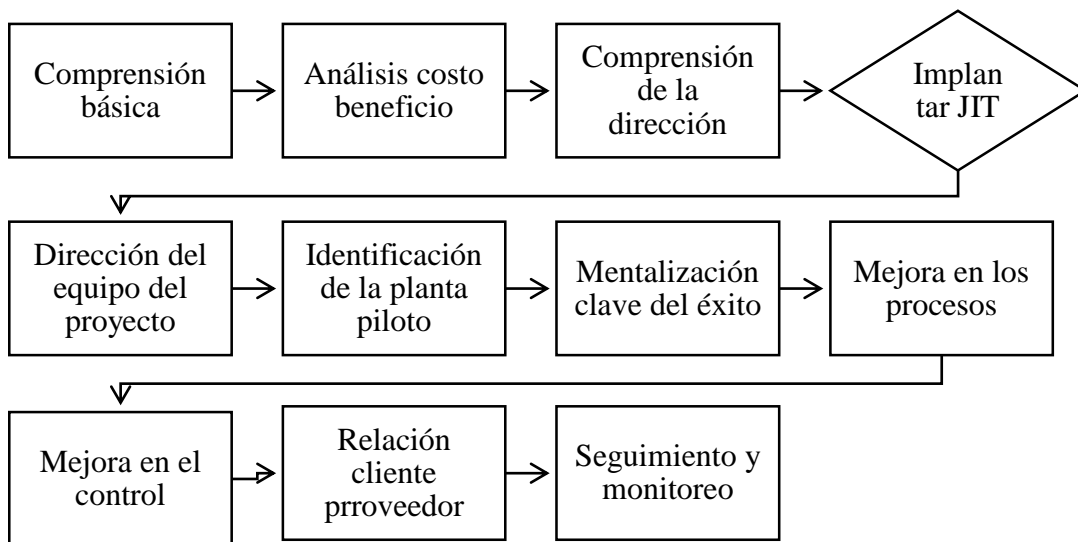 Comprensión
básica
Análisis costo
beneficio
Comprensión
de la
dirección
Implan
tar JIT
Dirección del
equipo del
proyecto
Identificación
de la planta
piloto
Mentalización
clave del éxito
Mejora en los
procesos
Mejora en el
control
Relación
cliente
prroveedor
Seguimiento y
monitoreo